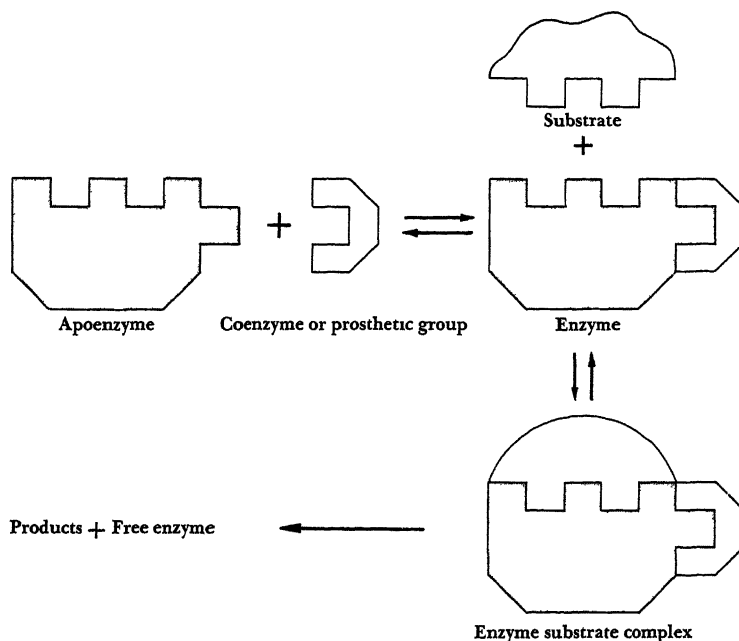 Substrate
+
+
Apoenzyme
Coenzyme or prosthetic group
Enzyme
Products + Free enzyme
Enzyme substrate complex